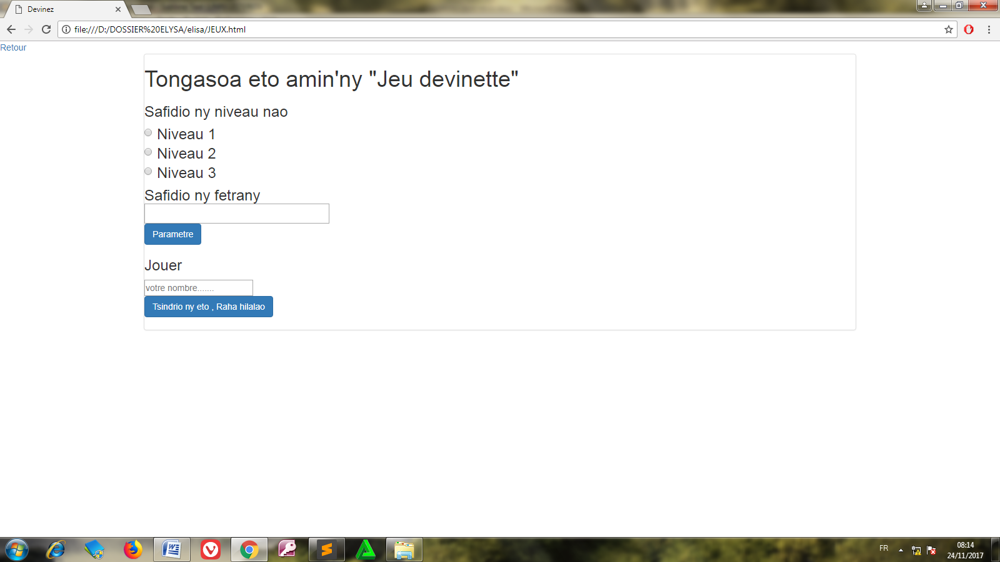 Devinez
file:///D:/DOSSIER%20ELYSA/elisa/JEUX.html
Retour
Tongasoa eto amin'ny "Jeu devinette"
Safidio ny niveau nao
Niveau 1
Niveau 2
Niveau 3
Safidio ny fetrany
Parametre
Jouer
votre nombre.......
Tsindrio ny eto , Raha hilalao
FR
08:14
24/11/2017